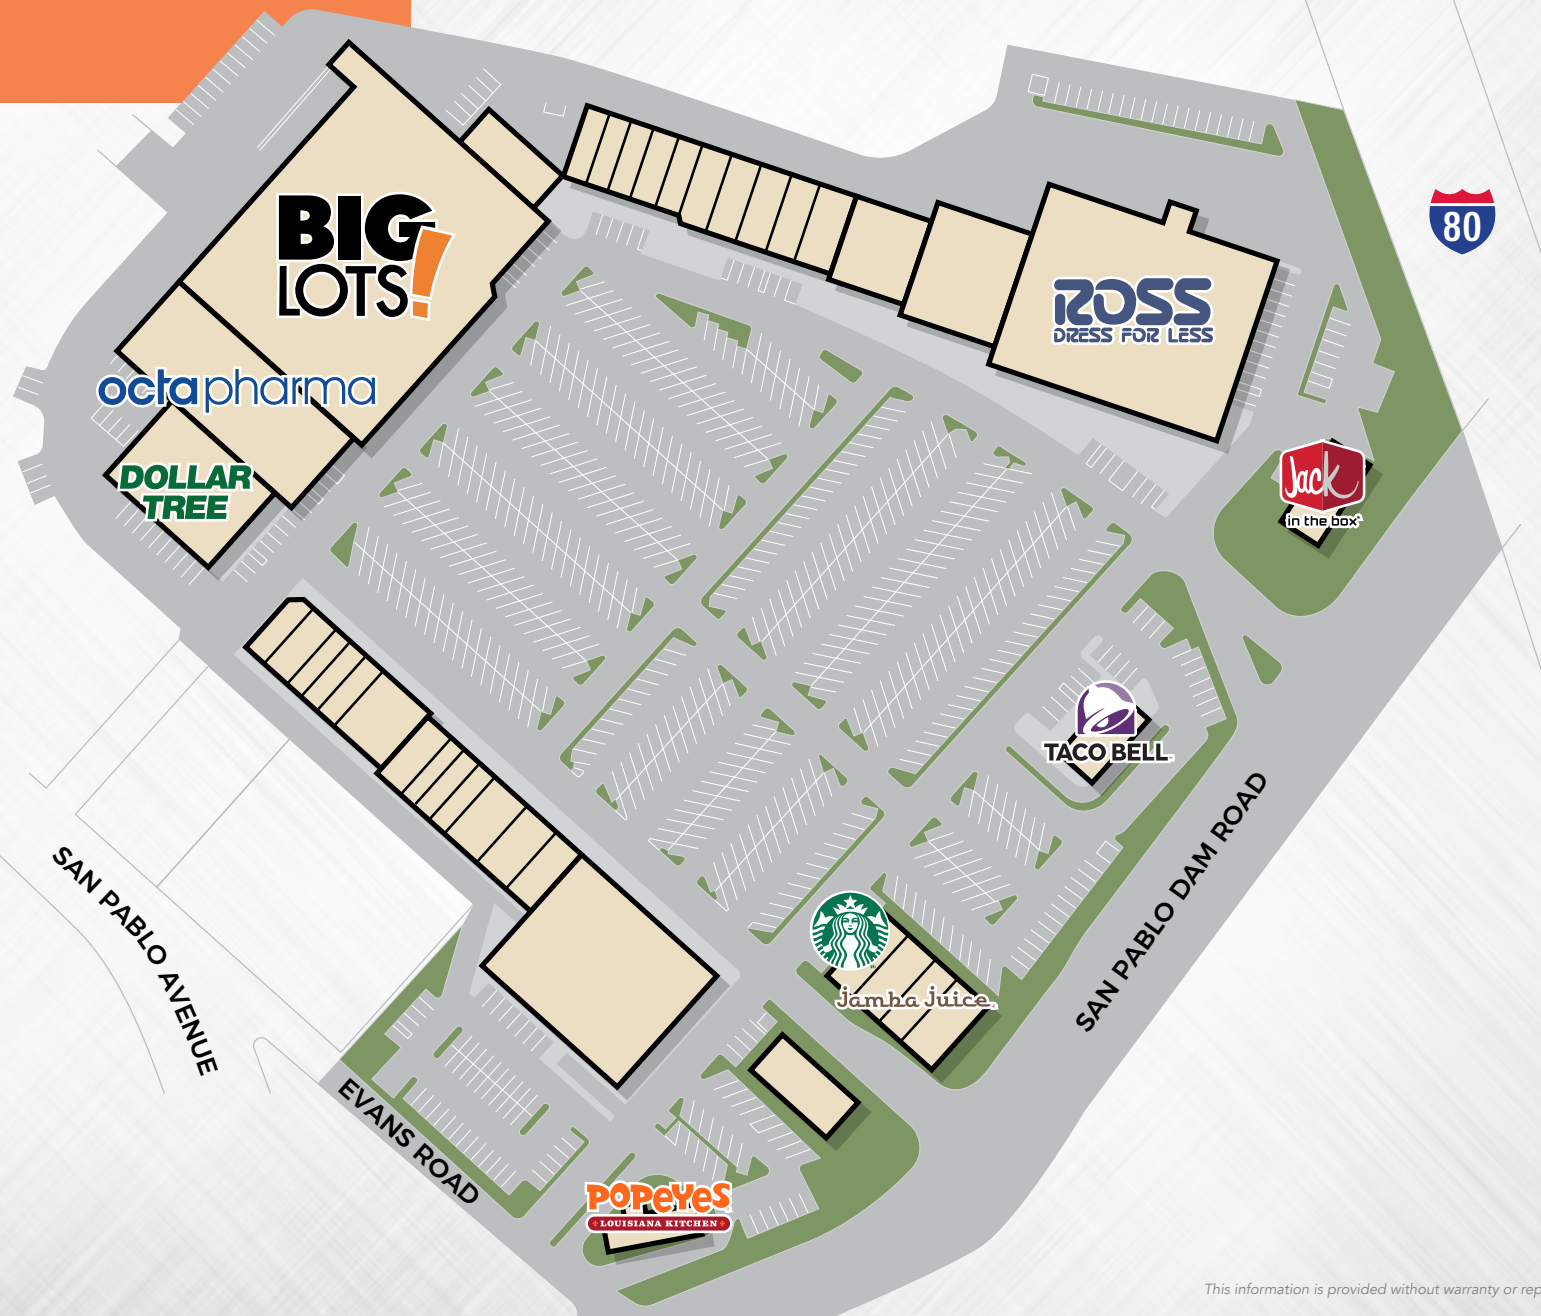 BIG
LOTS!
80
ROSS
DRESS FOR LESS
octapharma
DOLLAR
TREE
Jack
in the box
TACO BELL
SAN PABLO DAM ROAD
SAN PABLO AVENUE
Jamba Juice
EVANS ROAD
POPEYES
LOUISIANA KITCHEN
This information is provided without warranty or